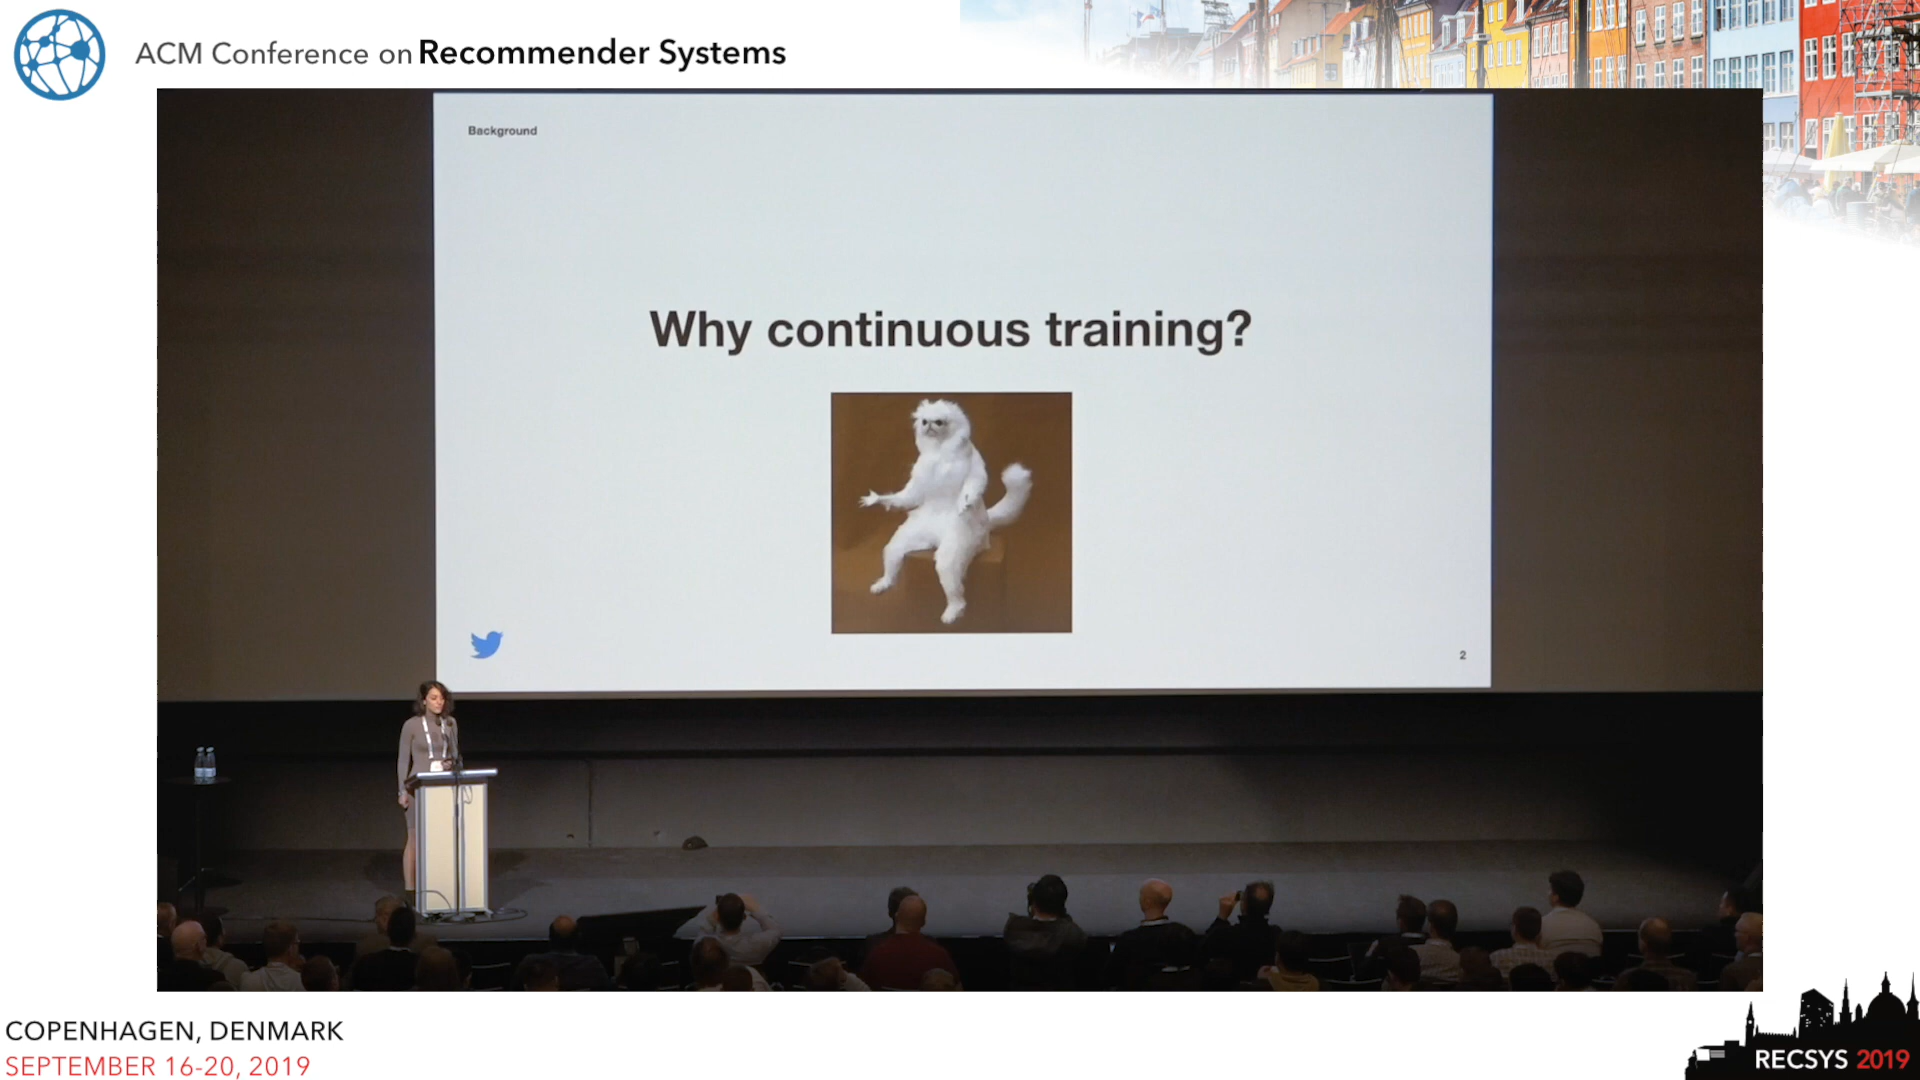 ACM Conference on Recommender Systems
Background
Why continuous training?
2
COPENHAGEN, DENMARK
SEPTEMBER 16-20, 2019
RECSYS 2019